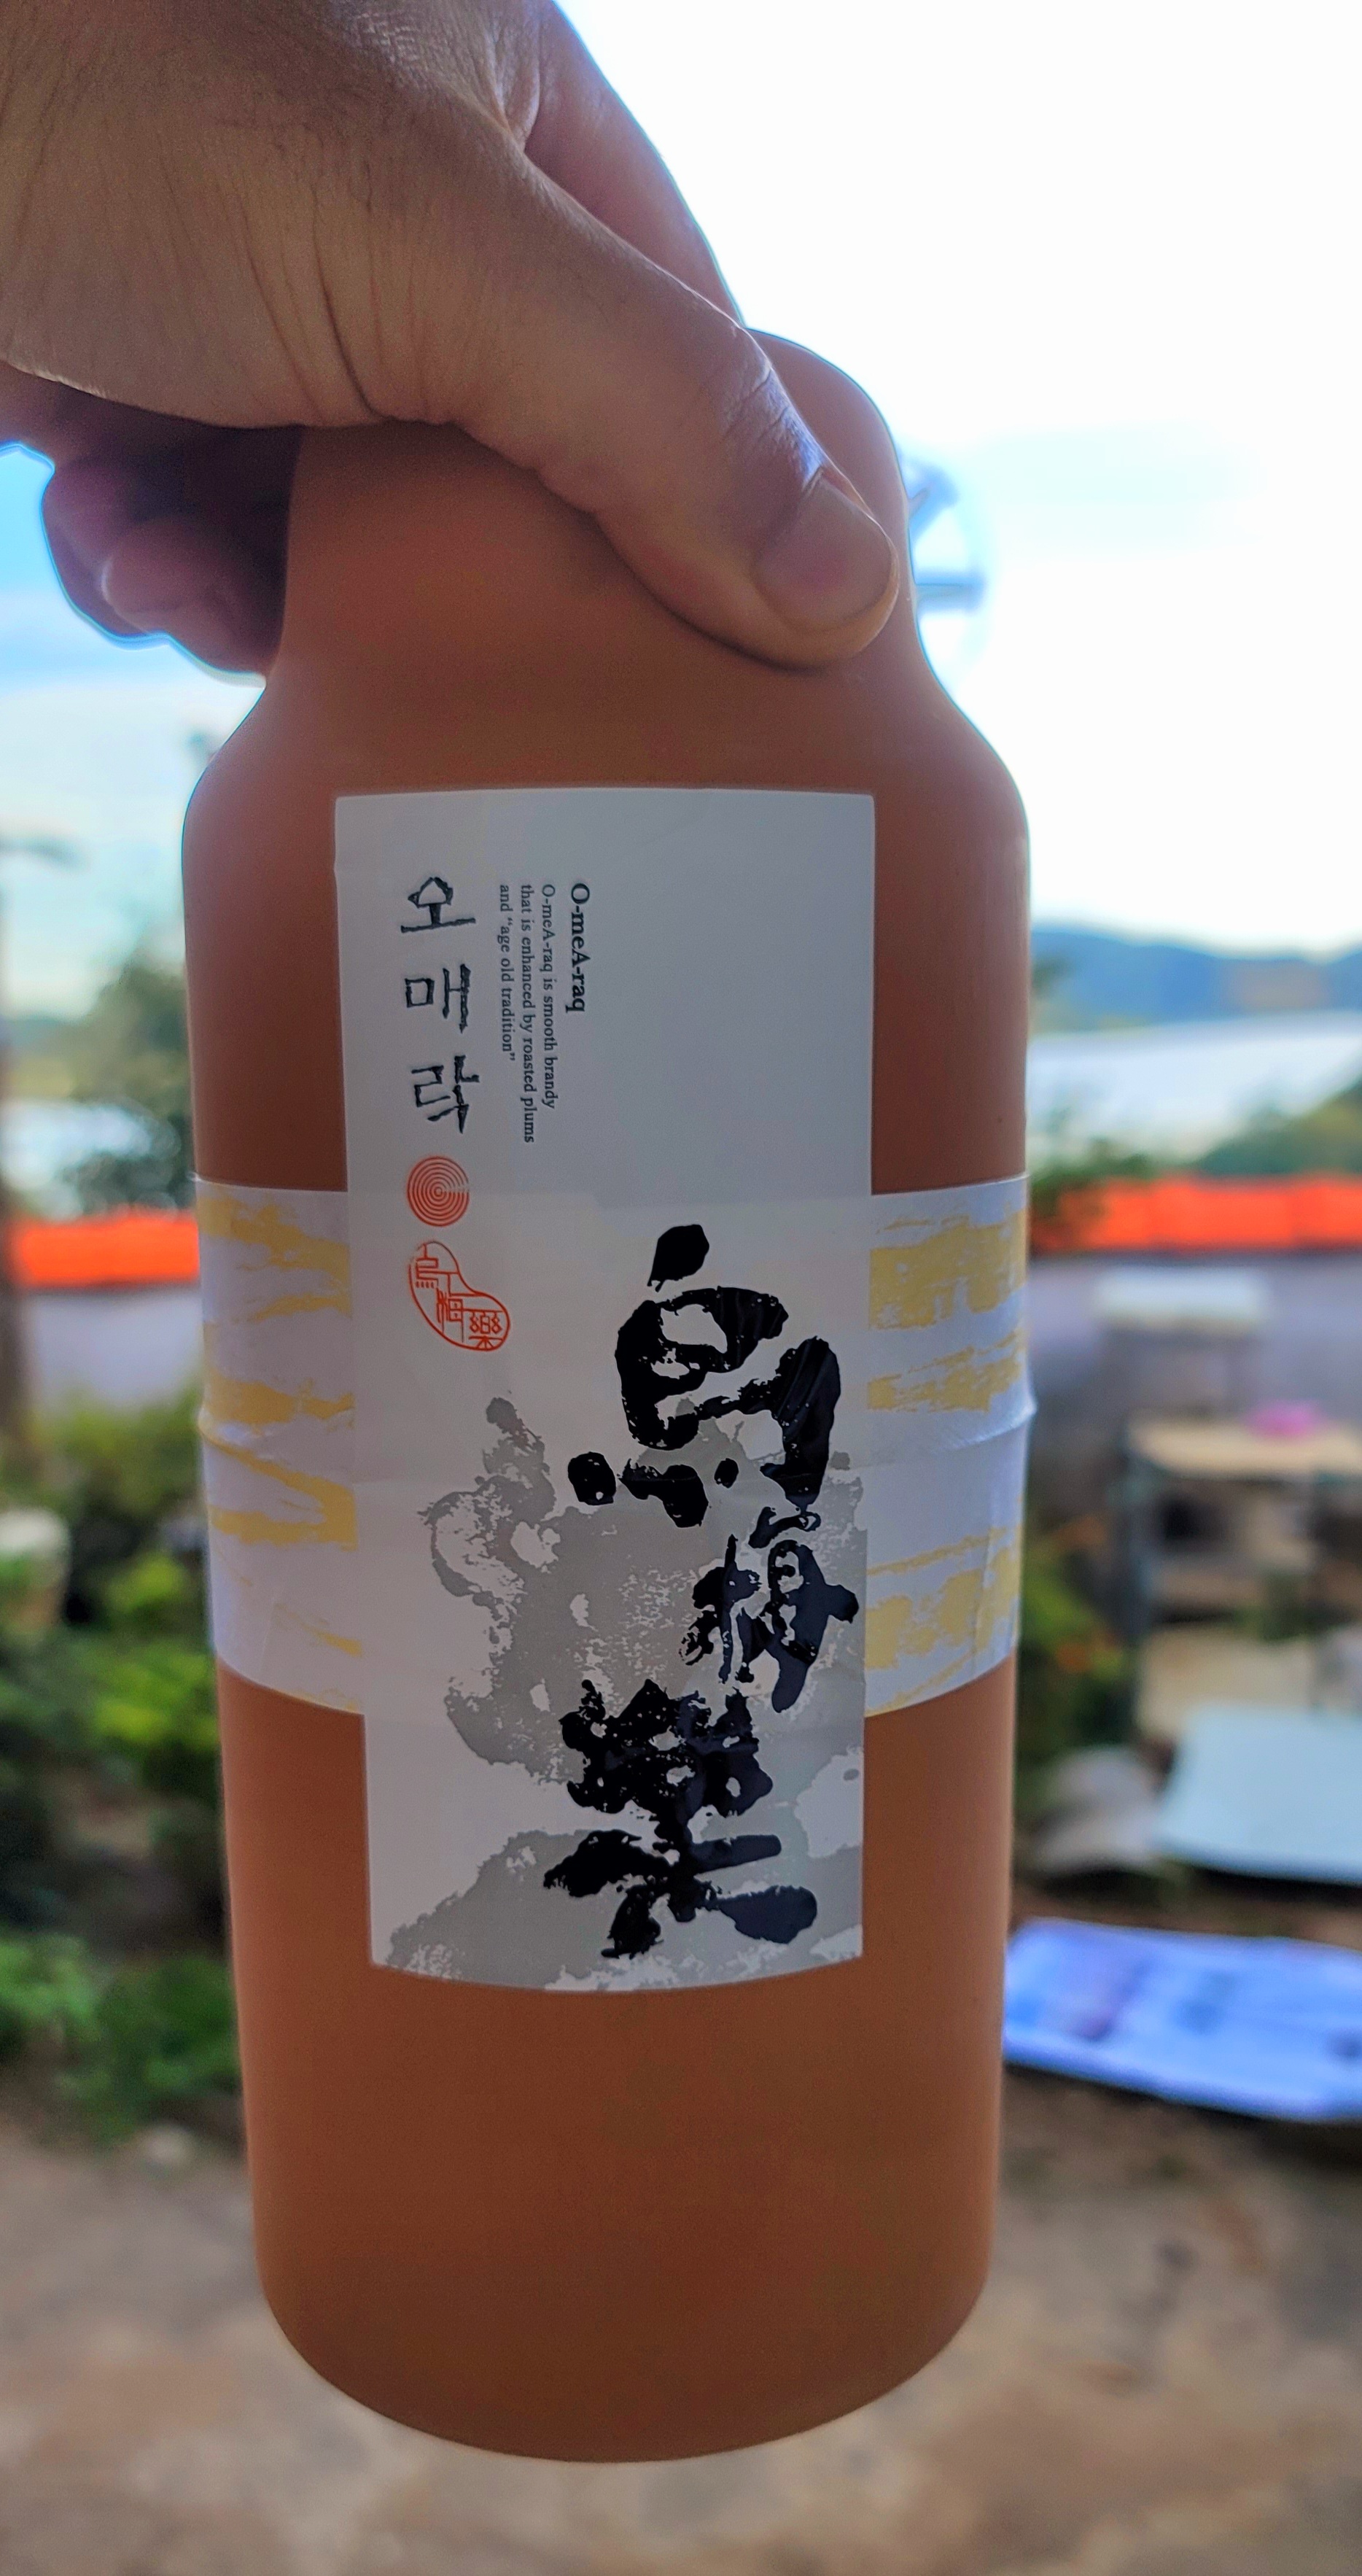 烏梅樂
O-meA-raq
O-meA-raq is smooth brandy
that is enhanced by roasted plums
and “age old tradition”
오매락
烏梅樂